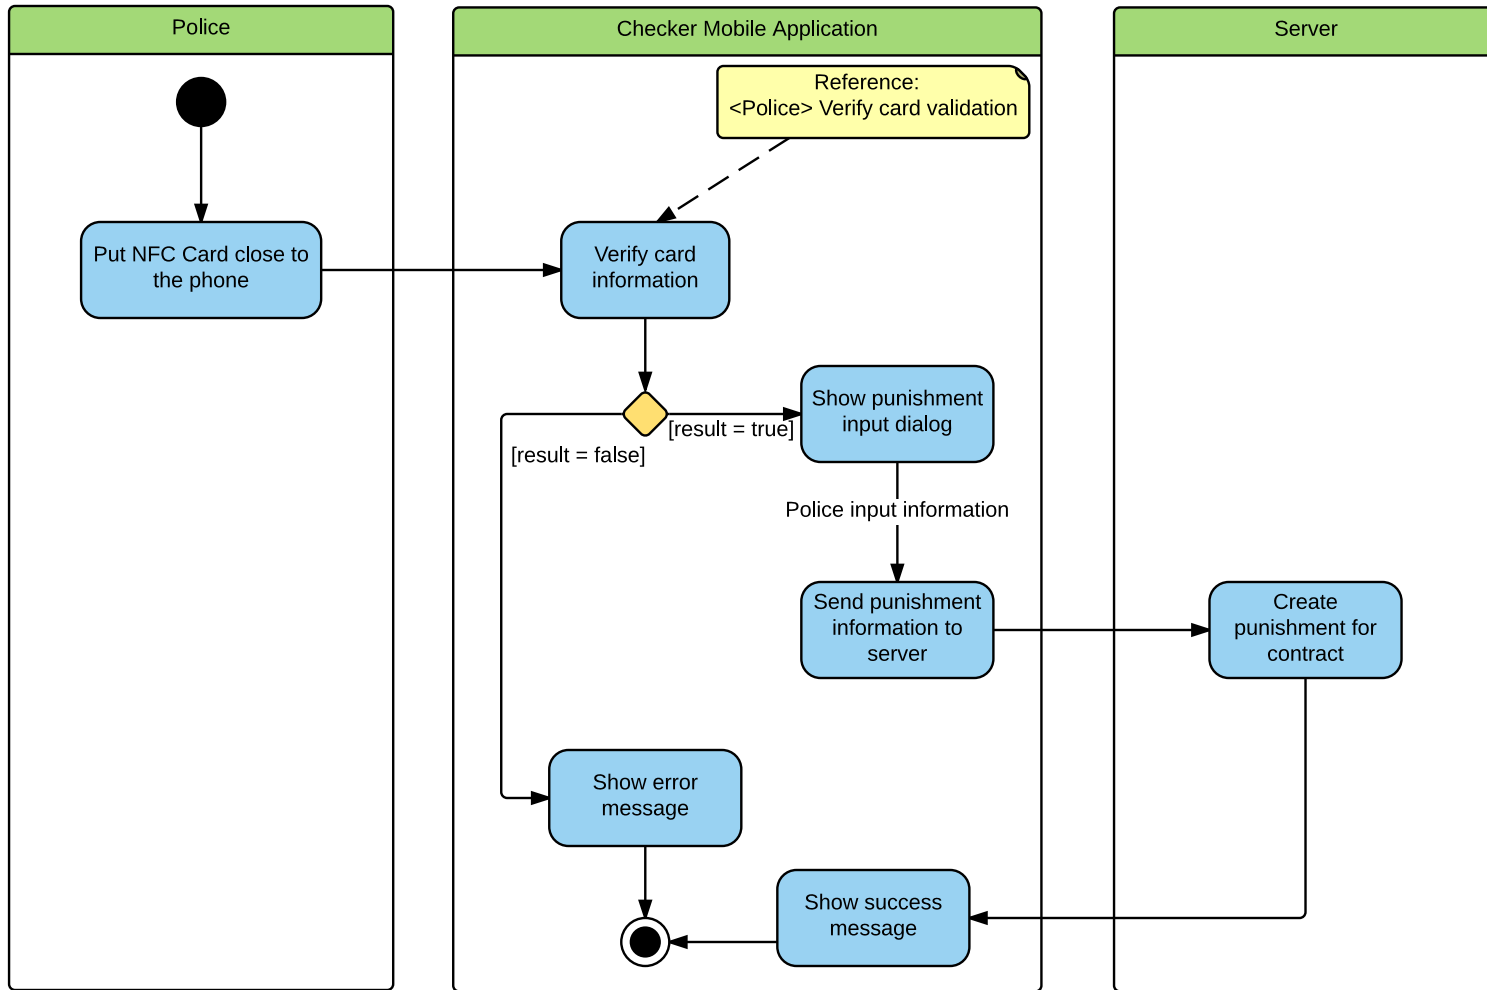 Police
Checker Mobile Application
Server
Reference:
<Police> Verify card validation
Put NFC Card close to
the phone
Verify card
information
Show punishment
input dialog
[result = true]
[result = false]
Police input information
Send punishment
information to
server
Create
punishment for
contract
Show error
message
Show success
message